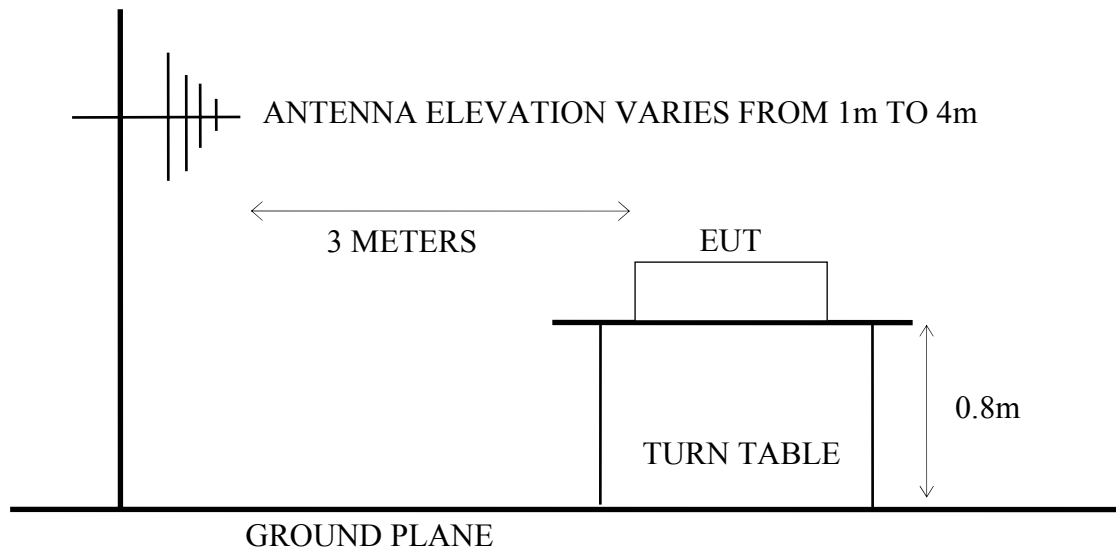 ANTENNA ELEVATION VARIES FROM 1m TO 4m
3 METERS
EUT
0.8m
TURN TABLE
GROUND PLANE